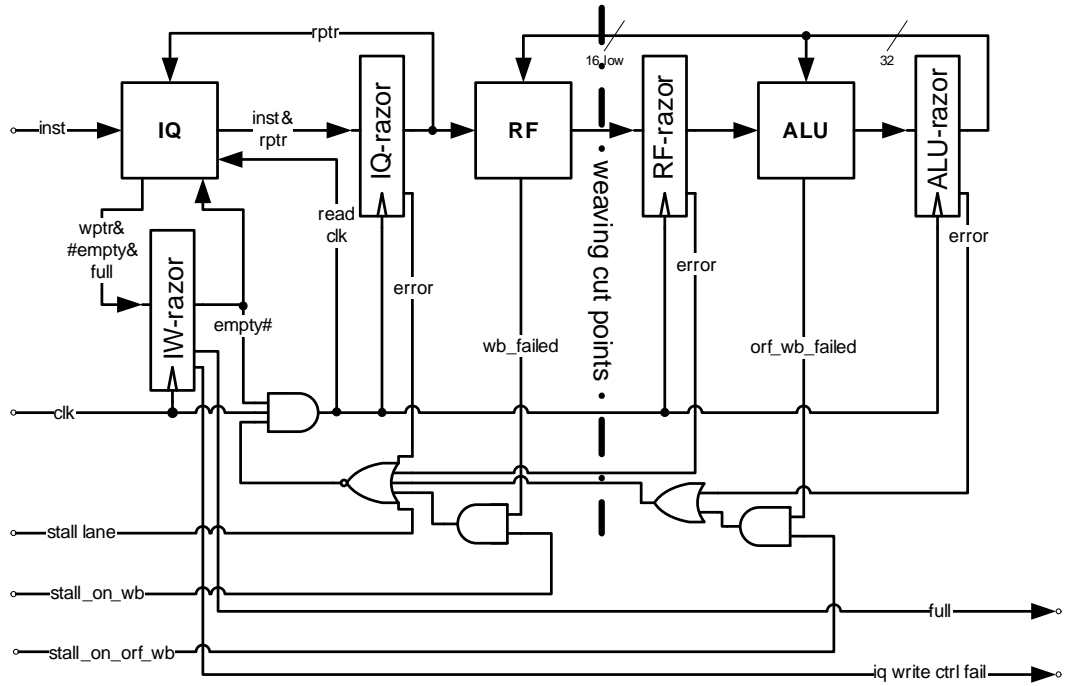 rptr
16 low
32
inst
IQ
inst&
rptr
IQ-razor
RF
RF-razor
ALU
ALU-razor
read
clk
wptr&
#empty&
full
IW-razor
empty#
error
error
error
weaving cut points
wb_failed
orf_wb_failed
clk
stall lane
stall_on_wb
full
stall_on_orf_wb
iq write ctrl fail